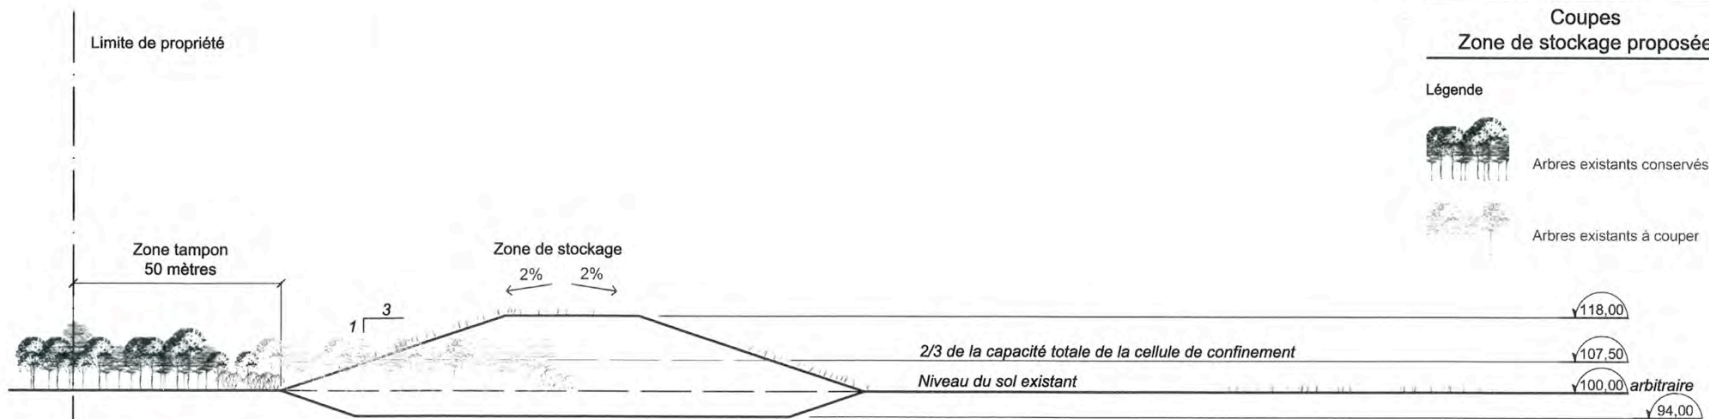 Coupes
Zone de stockage proposée
Limite de propriété
Légende
Arbres existants conservés
Arbres existants à couper
Zone tampon
50 mètres
Zone de stockage
2% 2%
3
1
118,00
2/3 de la capacité totale de la cellule de confinement
107,50
Niveau du sol existant
100,00 arbitraire
94,00